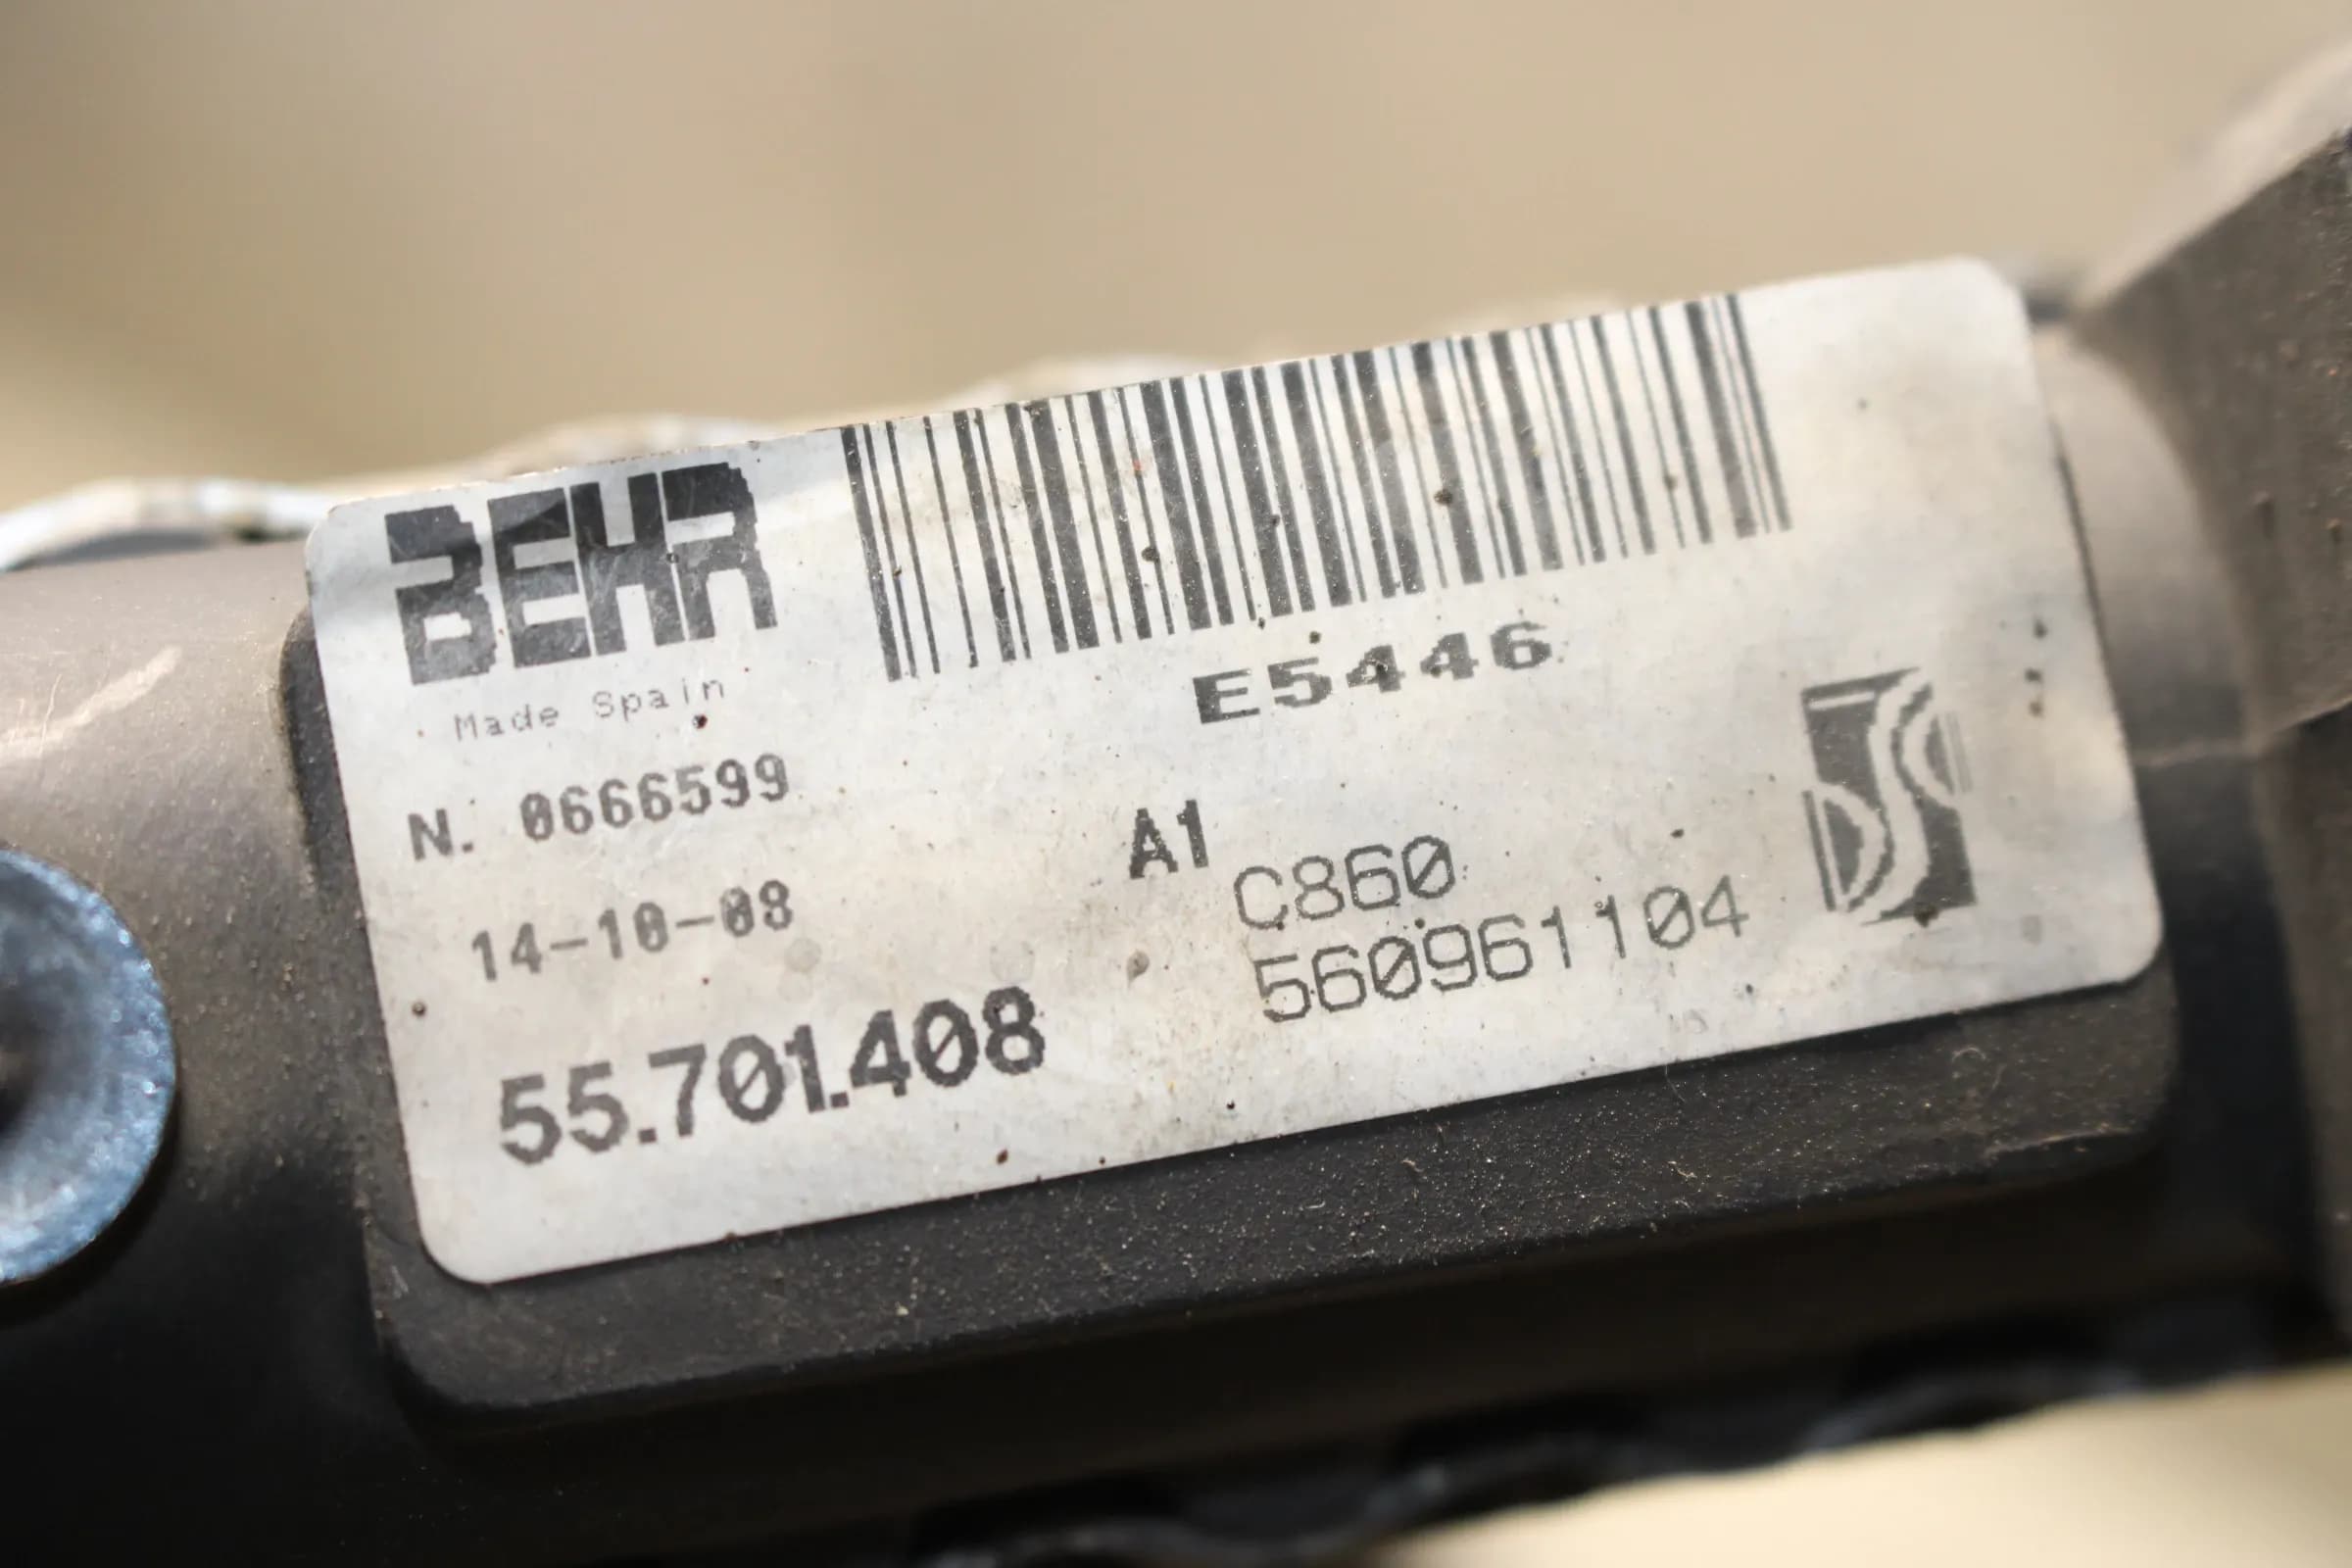 BEHR
Made Spain
E5446
N. 0666599
A1
C860
14-10-08
560961104
55.701.408